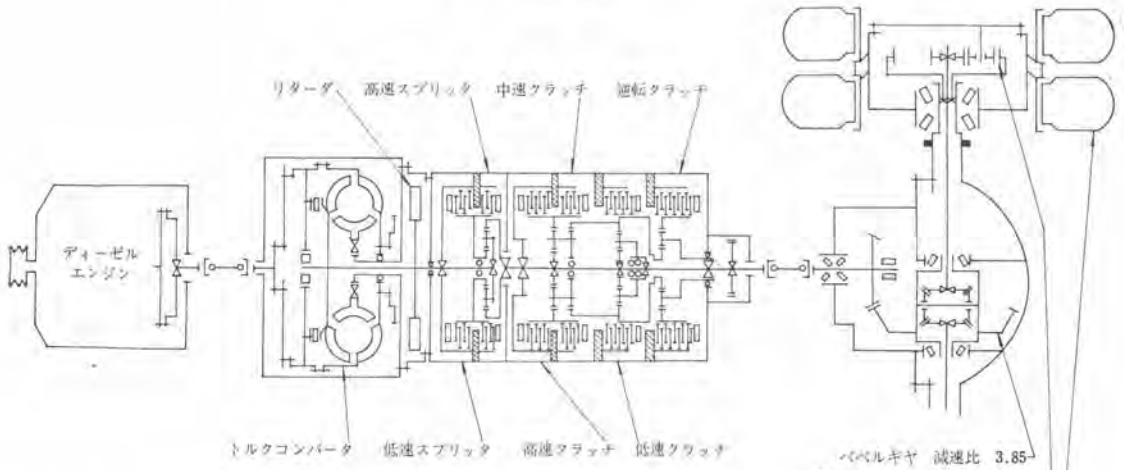 リターダ 高速スプリッタ 中速クラッチ 逆転クラッチ
ディーゼル
エンジン
トルクコンバータ 低速スプリッタ 高速クラッチ 低速クラッチ
ベベルギヤ 減速比 3.85